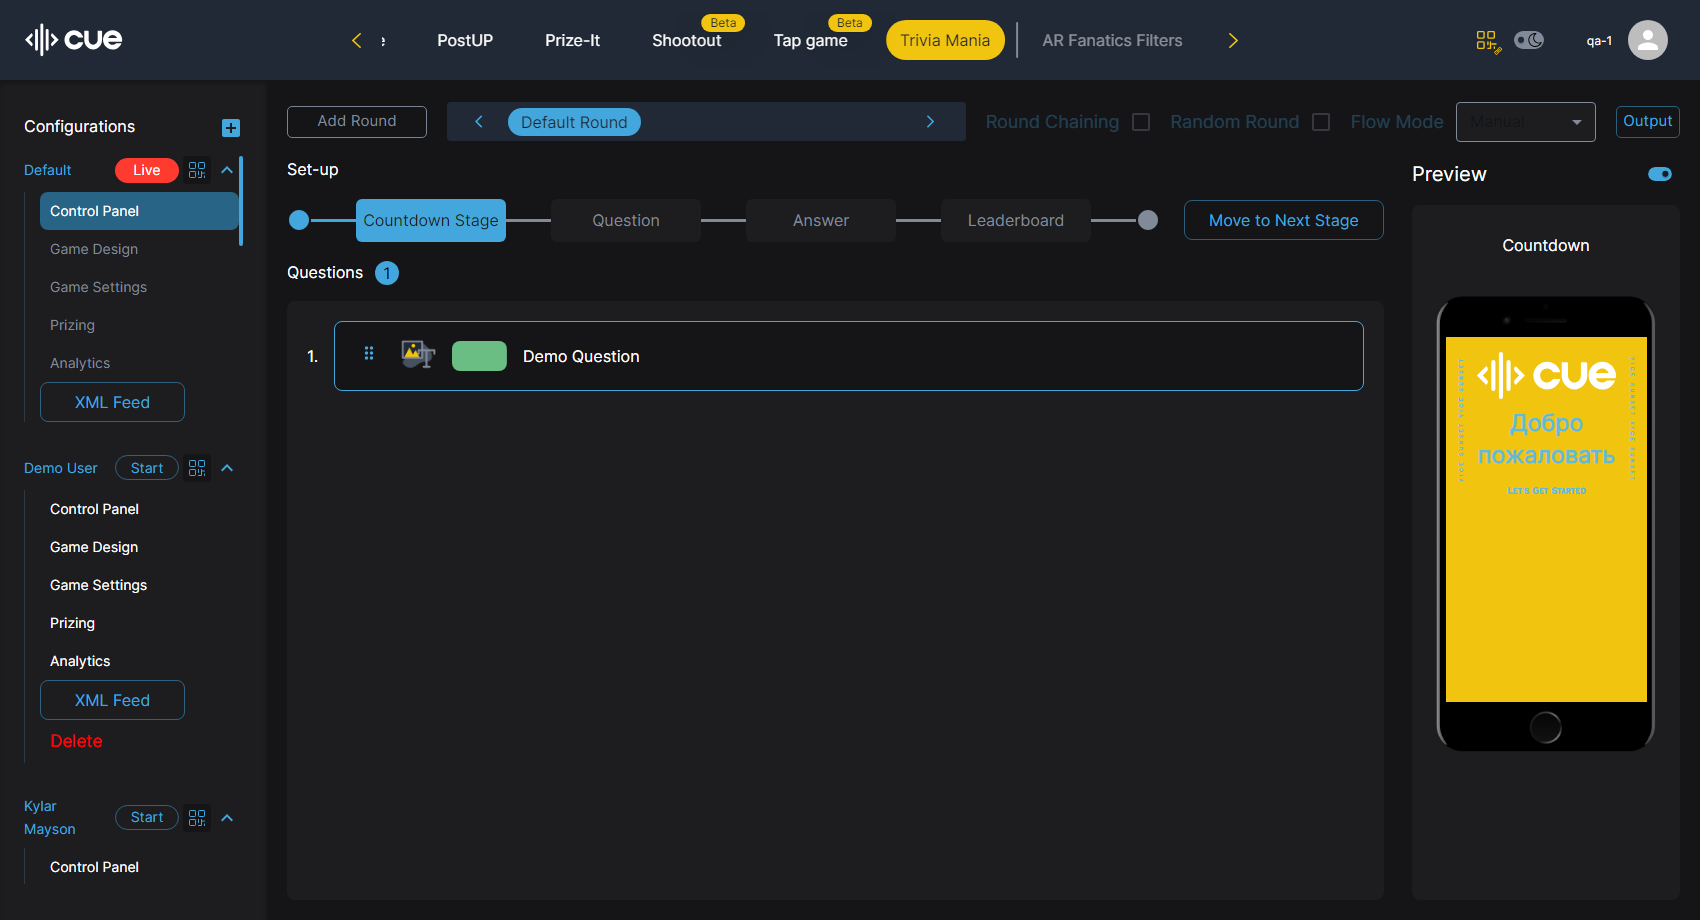 cue
PostUP
Prize-It
Beta
Shootout
Beta
Tap game
Trivia Mania
AR Fanatics Filters
qa-1
Configurations
Default
Live
Control Panel
Game Design
Game Settings
Prizing
Analytics
XML Feed
Demo User
Start
Control Panel
Game Design
Game Settings
Prizing
Analytics
XML Feed
Delete
Kylar
Mayson
Start
Control Panel
Add Round
Default Round
Round Chaining
Random Round
Flow Mode
Manual
Output
Set-up
Countdown Stage
Question
Answer
Leaderboard
Move to Next Stage
Questions 1
1. Demo Question
Preview
Countdown
cue
Добро
пожаловать
Let's Get Started